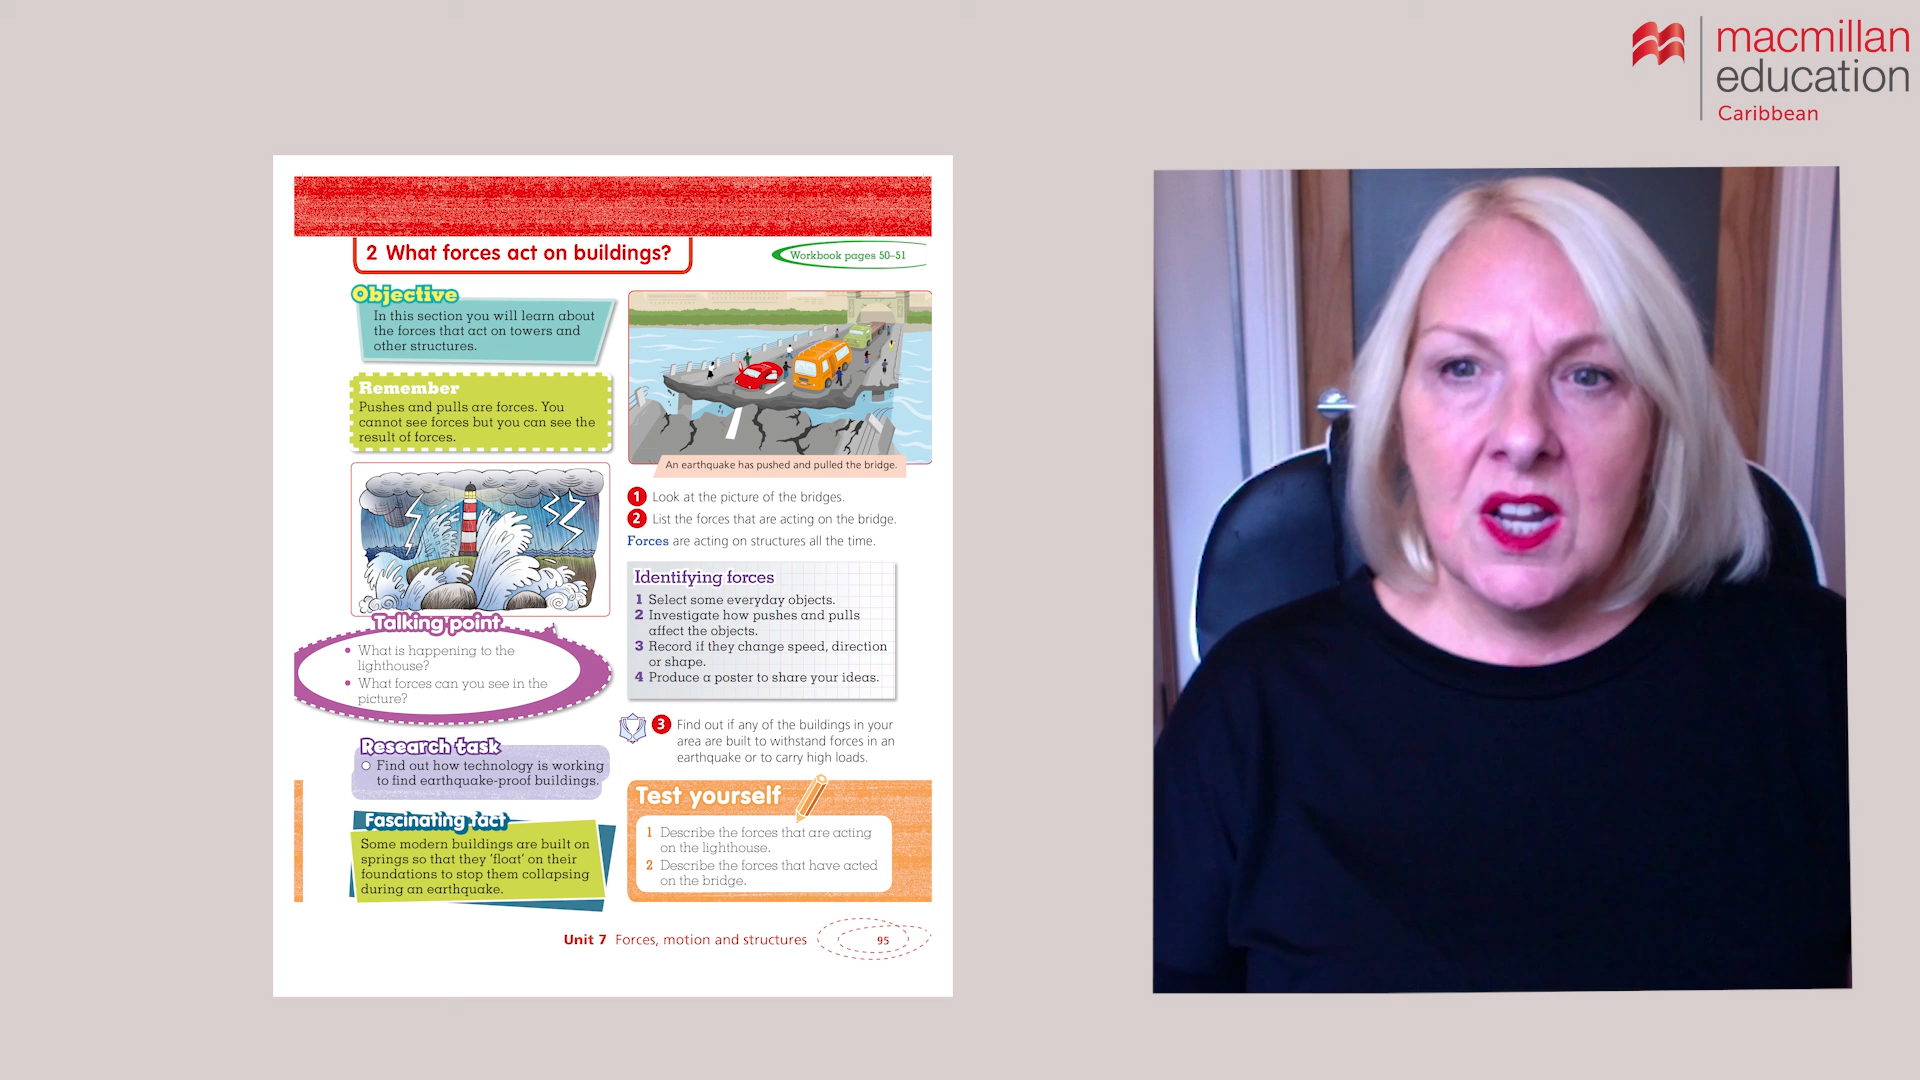 macmillan
education
Caribbean
2 What forces act on buildings?
Workbook pages 50–51
Objective
In this section you will learn about
the forces that act on towers and
other structures.
Remember
Pushes and pulls are forces. You
cannot see forces but you can see the
result of forces.
Talking point
• What is happening to the
lighthouse?
• What forces can you see in the
picture?
Research task
Find out how technology is working
to find earthquake-proof buildings.
Fascinating fact
Some modern buildings are built on
springs so that they ‘float’ on their
foundations to stop them collapsing
during an earthquake.
An earthquake has pushed and pulled the bridge.
1 Look at the picture of the bridges.
2 List the forces that are acting on the bridge.
Forces are acting on structures all the time.
Identifying forces
1 Select some everyday objects.
2 Investigate how pushes and pulls
affect the objects.
3 Record if they change speed, direction
or shape.
4 Produce a poster to share your ideas.
3 Find out if any of the buildings in your
area are built to withstand forces in an
earthquake or to carry high loads.
Test yourself
1 Describe the forces that are acting
on the lighthouse.
2 Describe the forces that have acted
on the bridge.
Unit 7 Forces, motion and structures
95